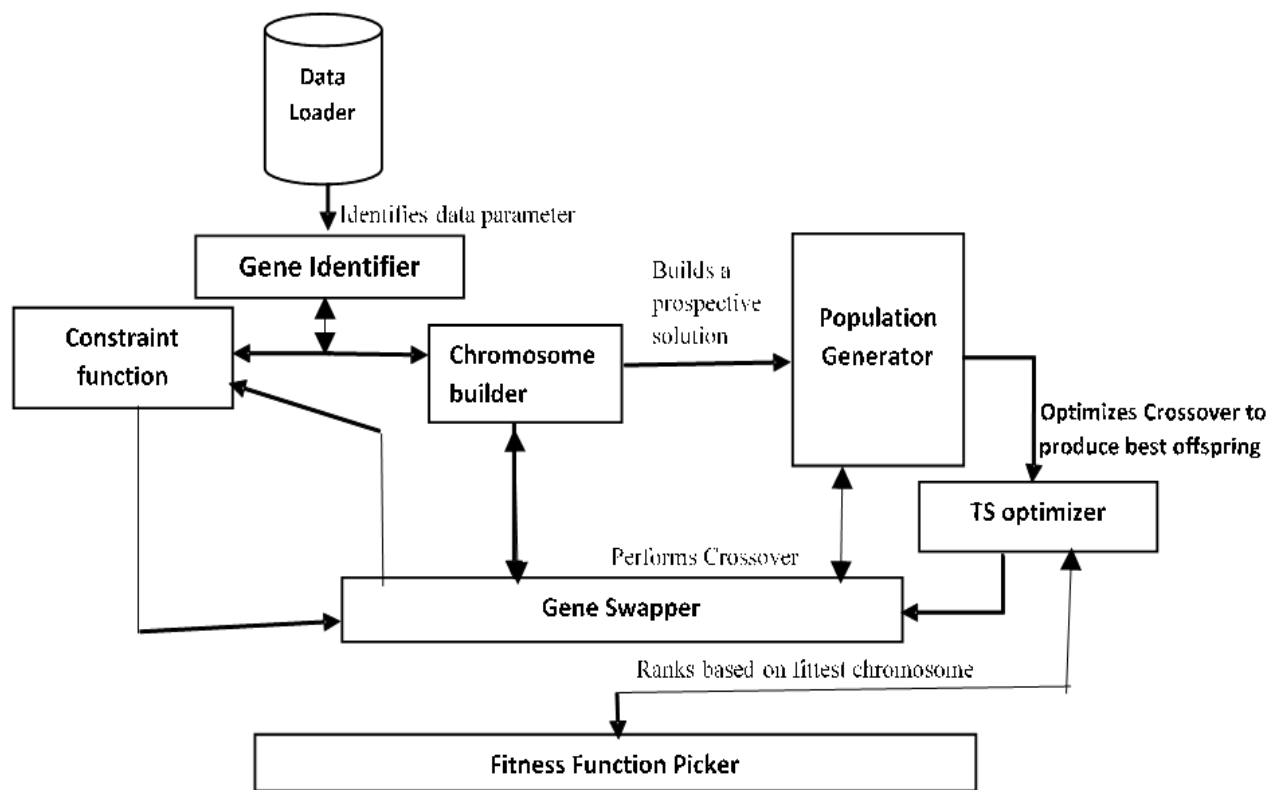 Data
Loader
Identifies data parameter
Gene Identifier
Constraint
function
Chromosome
builder
Builds a
prospective
solution
Population
Generator
Optimizes Crossover to
produce best offspring
TS optimizer
Performs Crossover
Gene Swapper
Ranks based on fittest chromosome
Fitness Function Picker